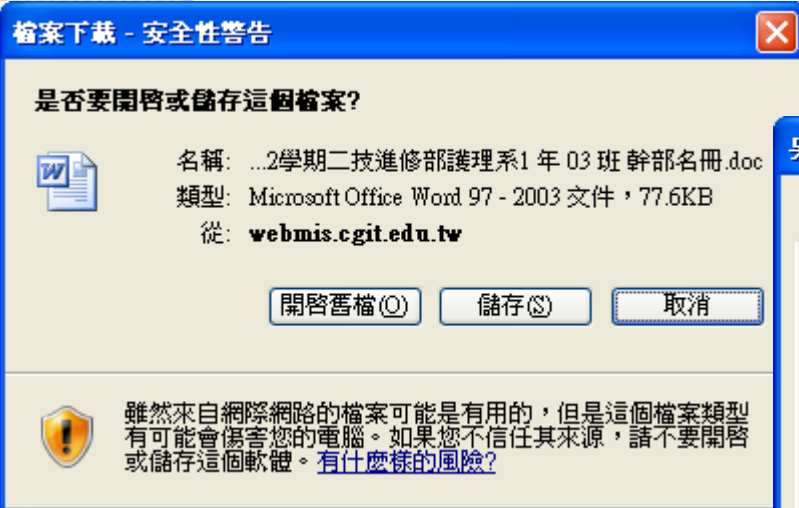 檔案下載 - 安全性警告
是否要開啓或儲存這個檔案?
名稱: ...2學期二技進修部護理系1 年 03 班 幹部名冊.doc
類型: Microsoft Office Word 97 - 2003 文件，77.6KB
從: webmis.cgit.edu.tw
開啓舊檔(O) 儲存(S) 取消
雖然來自網際網路的檔案可能是有用的，但是這個檔案類型
有可能會傷害您的電腦。如果您不信任其來源，請不要開啓
或儲存這個軟體。有什麼樣的風險?